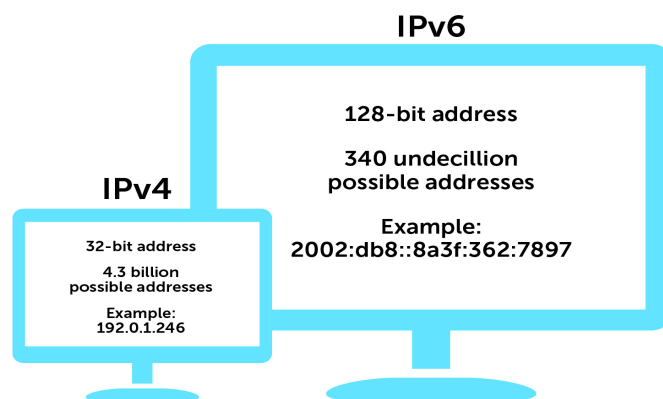 IPv6
128-bit address
340 undecillion
possible addresses
Example:
2002:db8::8a3f:362:7897
IPv4
32-bit address
4.3 billion
possible addresses
Example:
192.0.1.246